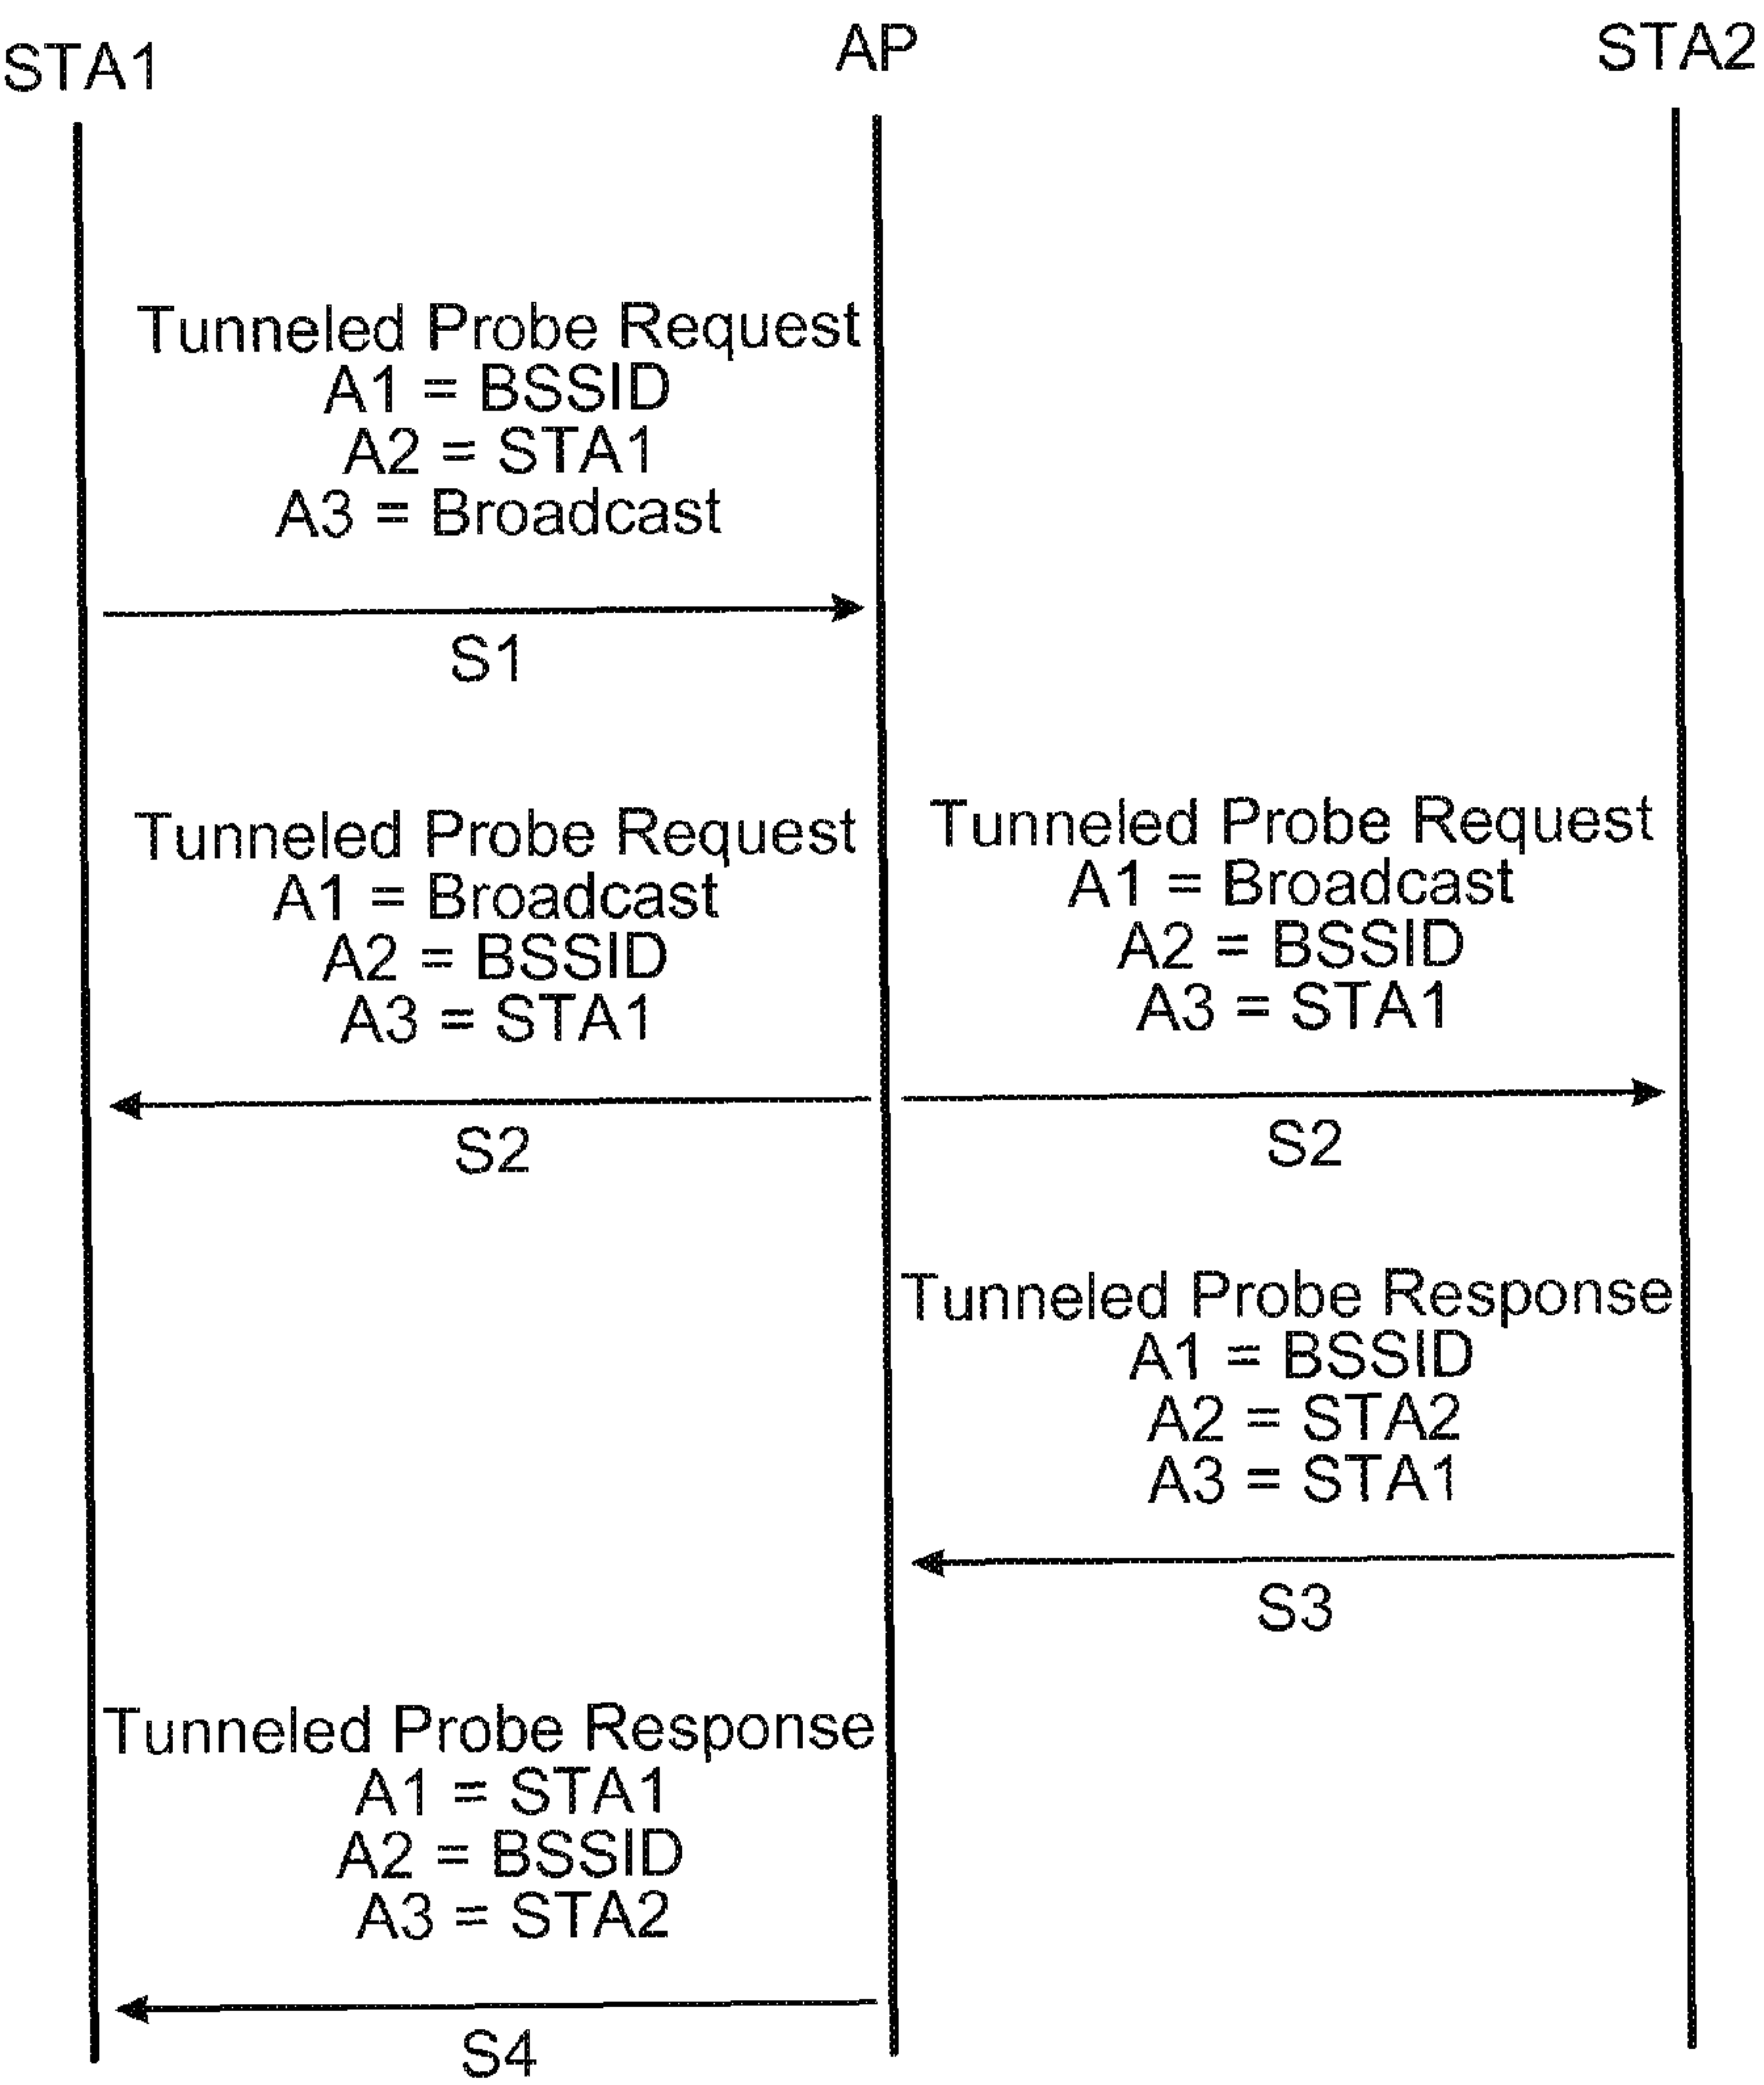 STA1
AP
STA2
Tunneled Probe Request
A1 = BSSID
A2 = STA1
A3 = Broadcast
S1
Tunneled Probe Request
A1 = Broadcast
A2 = BSSID
A3 = STA1
S2
Tunneled Probe Request
A1 = Broadcast
A2 = BSSID
A3 = STA1
S2
Tunneled Probe Response
A1 = BSSID
A2 = STA2
A3 = STA1
S3
Tunneled Probe Response
A1 = STA1
A2 = BSSID
A3 = STA2
S4